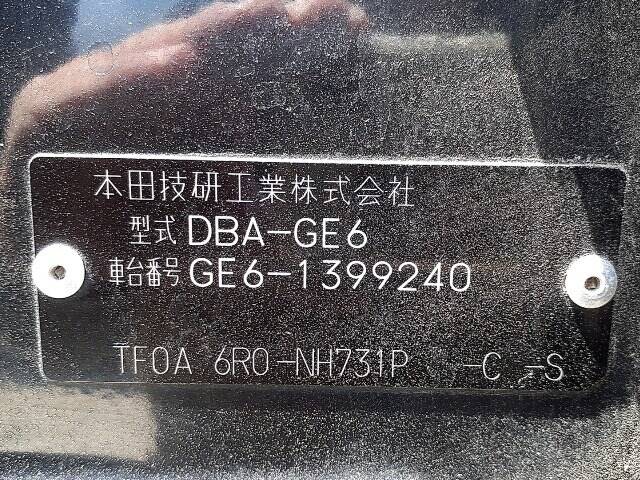 本田技研工業株式会社
型式 DBA-GE6
車台番号 GE6-1399240
TF0A 6R0-NH731P -C -S